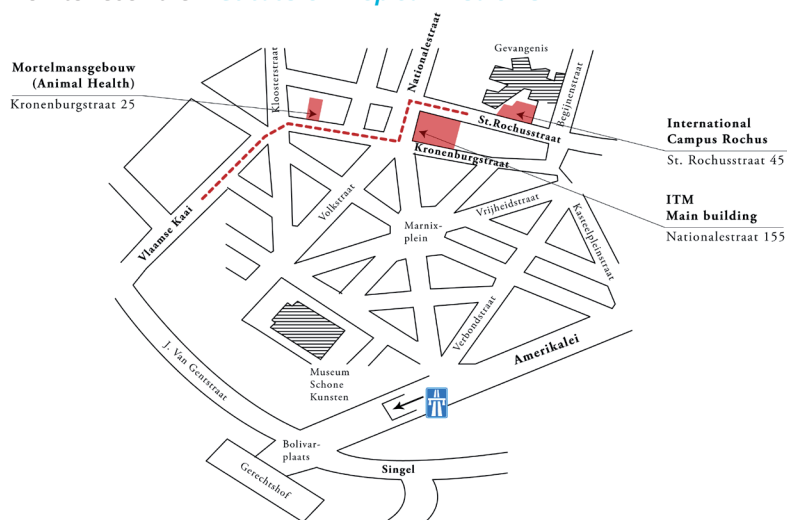 Gevangenis
Nationalestraat
Kloosterstraat
Begijnenstraat
Mortelmansgebouw
(Animal Health)
Kronenburgstraat 25
St.Rochusstraat
International
Campus Rochus
St. Rochusstraat 45
Kronenburgstraat
ITM
Main building
Nationalestraat 155
Volkstraat
Vrijheidstraat
Kasteelpleinstraat
Marnix-
plein
Vlaamse Kaai
Verbondstraat
Amerikalei
J. Van Gentstraat
Museum
Schone
Kunsten
Bolivar-
plaats
Singel
Gerechtshof